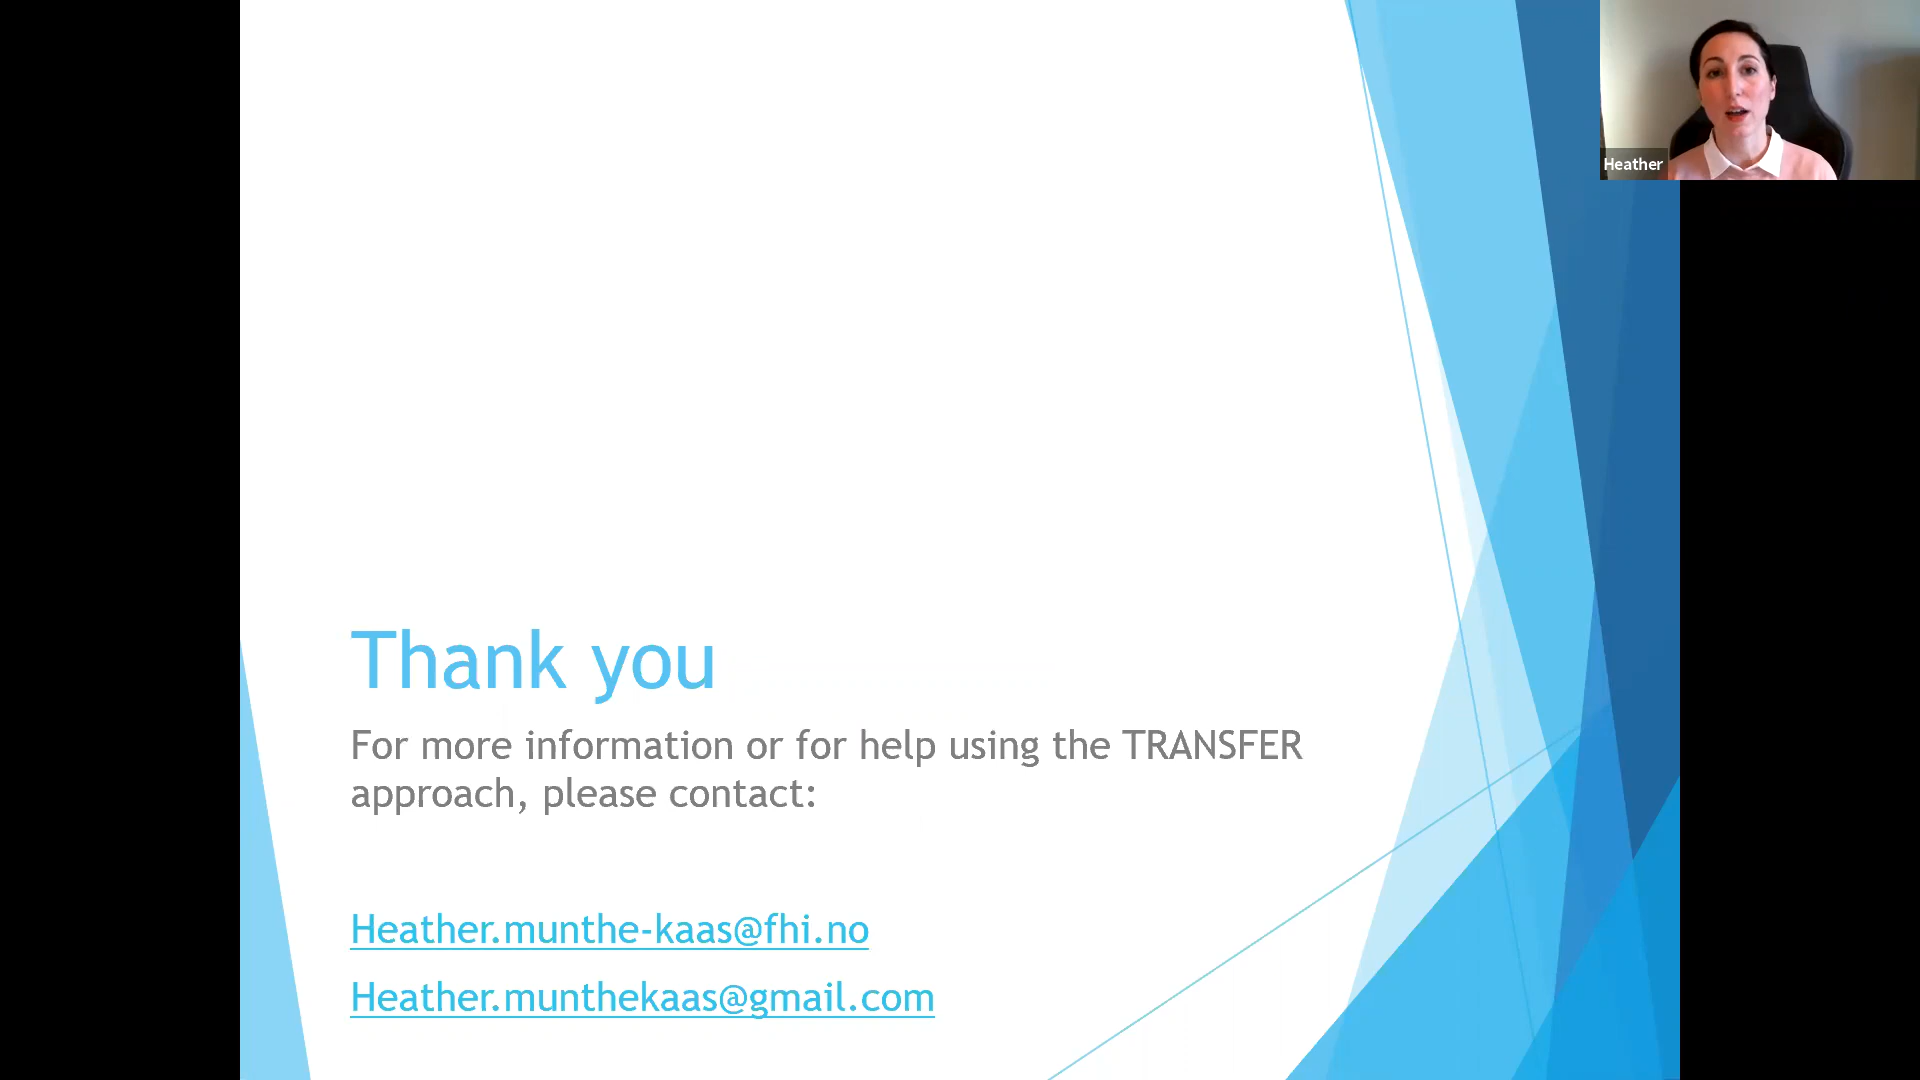 Heather
Thank you
For more information or for help using the TRANSFER
approach, please contact:
Heather.munthe-kaas@fhi.no
Heather.munthekaas@gmail.com